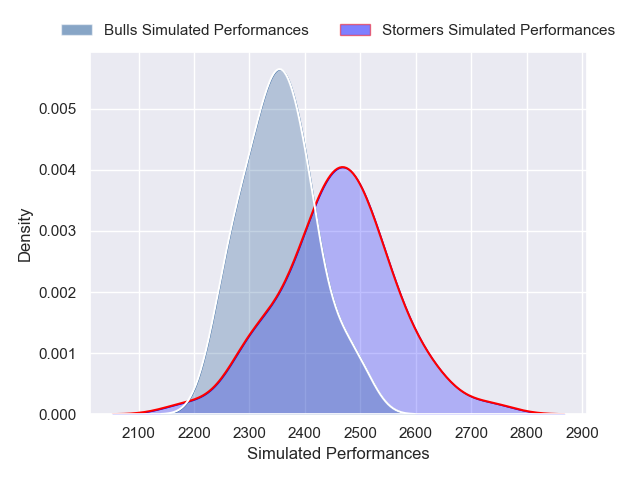 Bulls Simulated Performances Stormers Simulated Performances
0.005
0.004
0.003
0.002
0.001
0.000
Density
2100 2200 2300 2400 2500 2600 2700 2800 2900
Simulated Performances